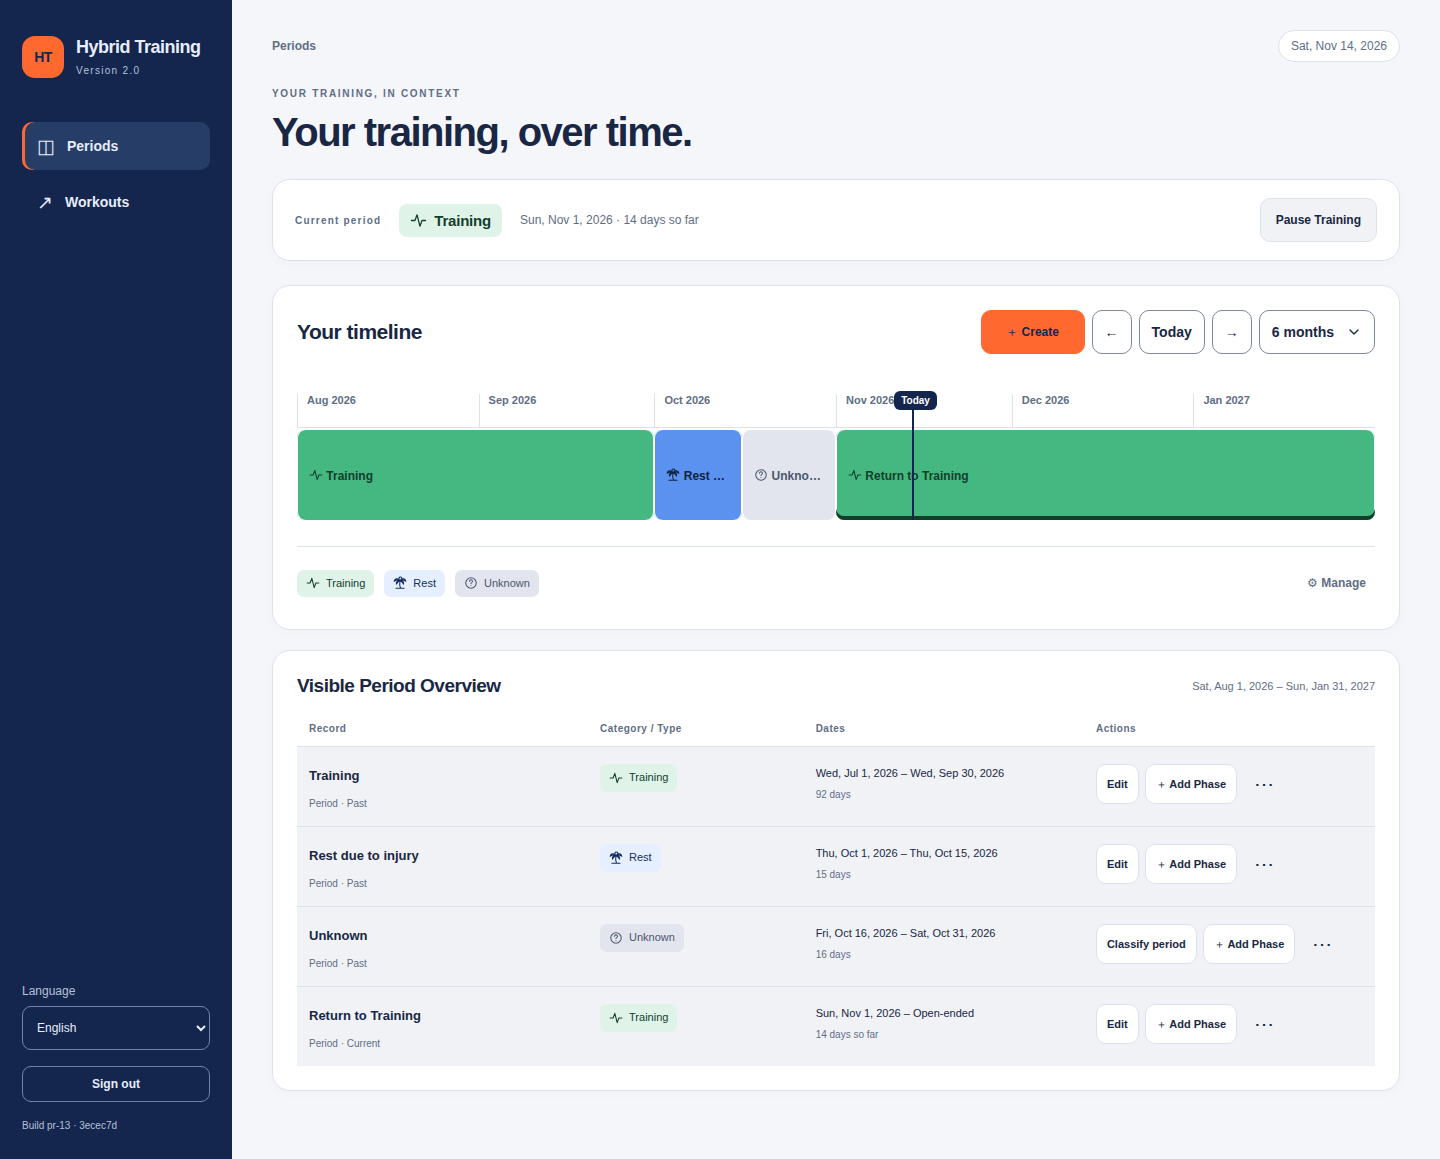 HT
Hybrid Training
Version 2.0
Periods
Workouts
Language
English
Sign out
Build pr-13 · 3ecec7d
Periods
Sat, Nov 14, 2026
YOUR TRAINING, IN CONTEXT
Your training, over time.
Current period
Training
Sun, Nov 1, 2026 · 14 days so far
Pause Training
Your timeline
+ Create
←
Today
→
6 months
Aug 2026
Sep 2026
Oct 2026
Nov 2026
Today
Dec 2026
Jan 2027
Training
Rest ...
Unkno...
Return to Training
Training
Rest
Unknown
Manage
Visible Period Overview
Sat, Aug 1, 2026 – Sun, Jan 31, 2027
Record
Category / Type
Dates
Actions
Training
Period · Past
Training
Wed, Jul 1, 2026 – Wed, Sep 30, 2026
92 days
Edit
+ Add Phase
...
Rest due to injury
Period · Past
Rest
Thu, Oct 1, 2026 – Thu, Oct 15, 2026
15 days
Edit
+ Add Phase
...
Unknown
Period · Past
Unknown
Fri, Oct 16, 2026 – Sat, Oct 31, 2026
16 days
Classify period
+ Add Phase
...
Return to Training
Period · Current
Training
Sun, Nov 1, 2026 – Open-ended
14 days so far
Edit
+ Add Phase
...